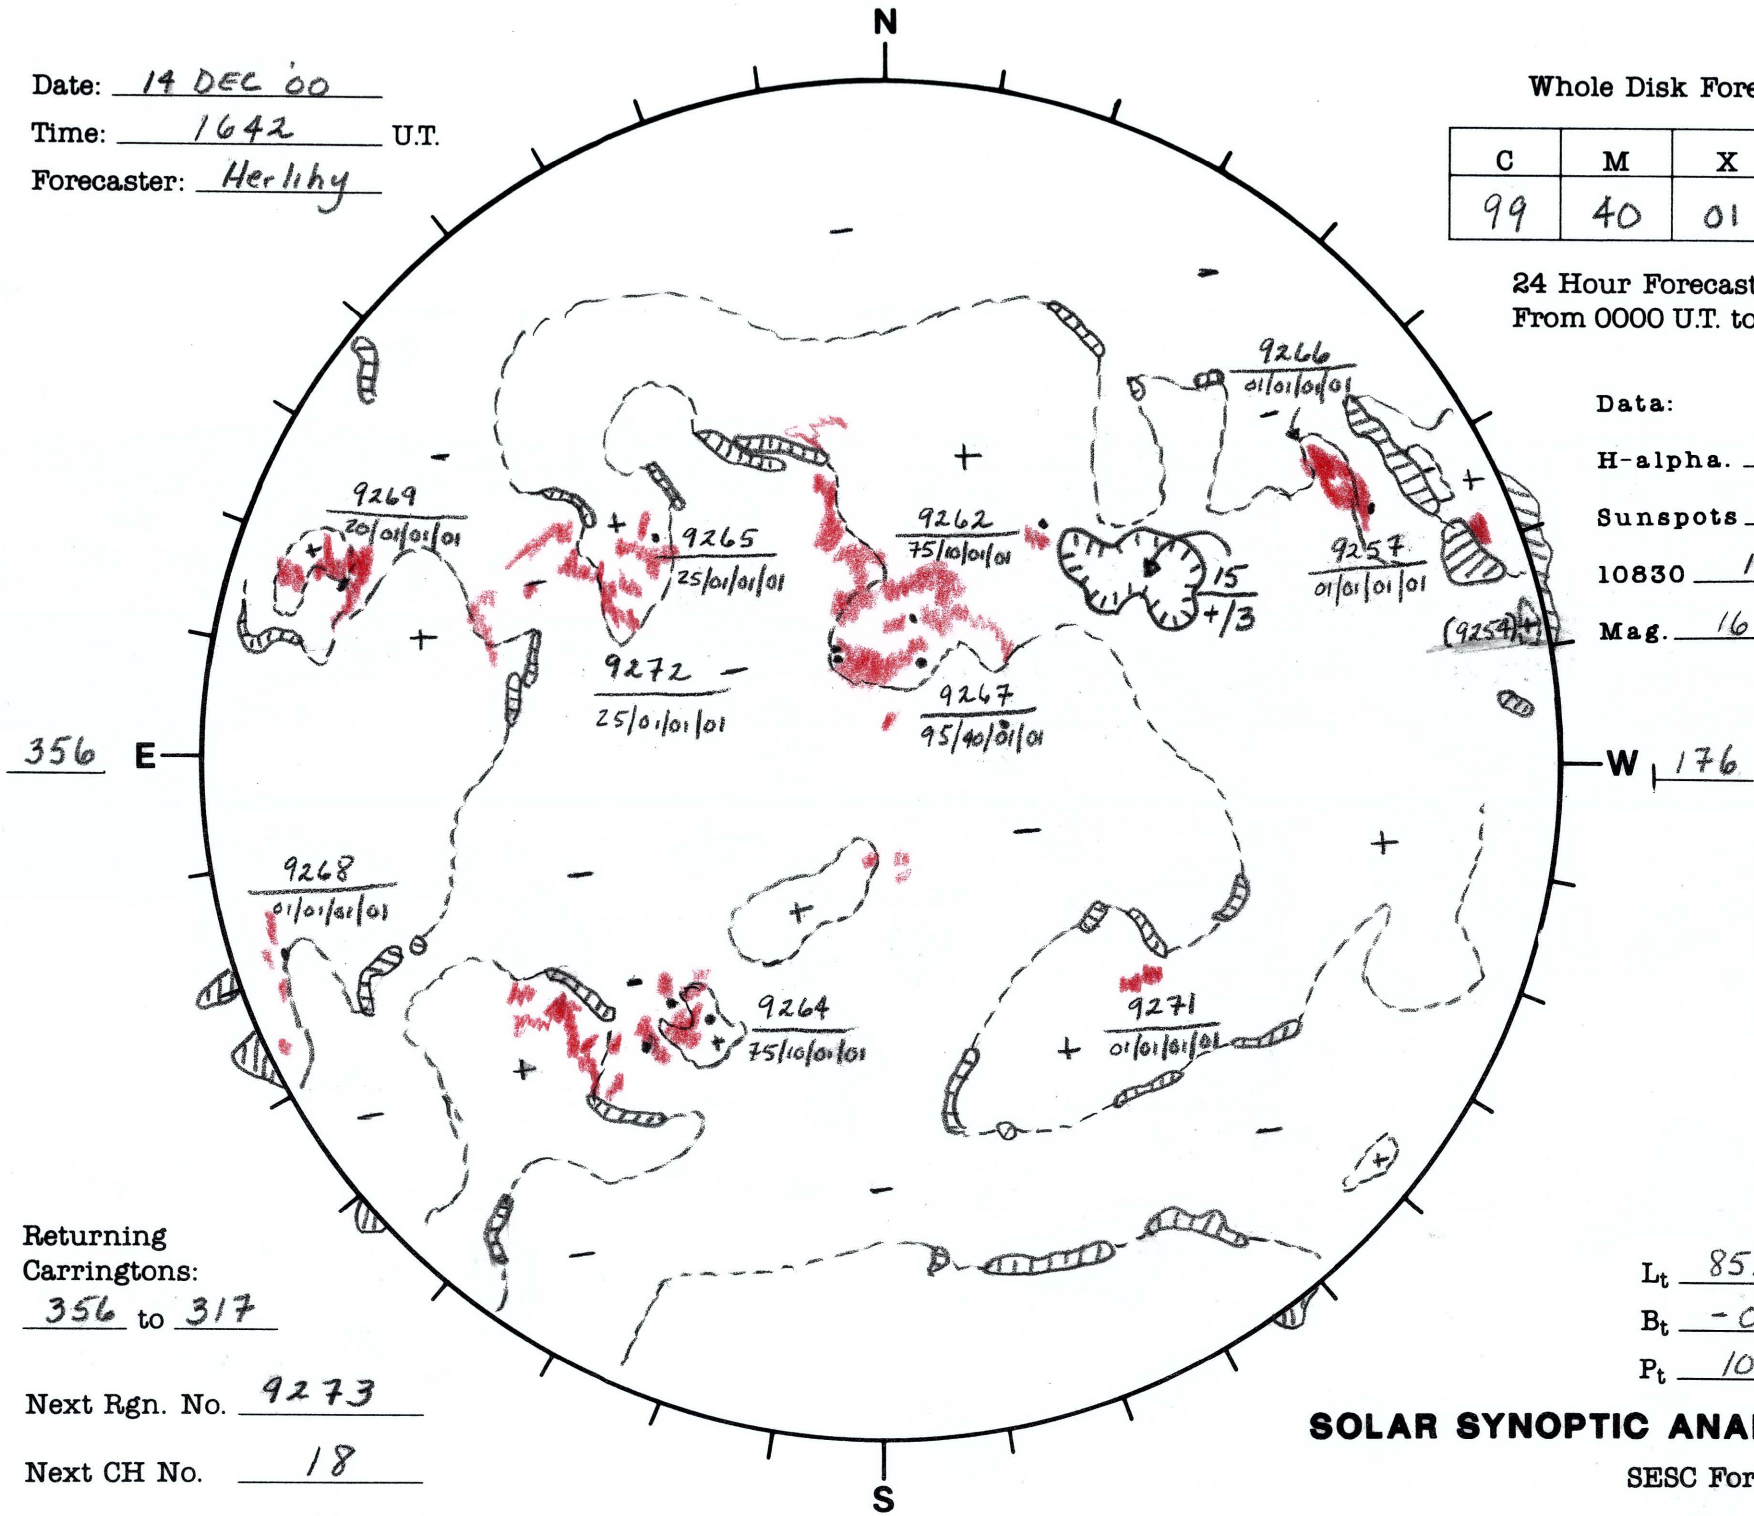 N
Date: 14 DEC '00
Time: 1642 U.T.
Forecaster: Herlihy
Whole Disk Fore
C M X
99 40 01
24 Hour Forecast
From 0000 U.T. to
9266
01/01/01/01
Data:
H-alpha.
Sunspots
10830 1
Mag. 16
9269
20/01/01/01
9265
25/01/01/01
9262
75/10/01/01
9257
01/01/01/01
15
+/3
(9254)
9272
25/01/01/01
9267
95/40/01/01
356 E
W 176
9268
01/01/01/01
9264
75/10/01/01
9271
01/01/01/01
Returning
Carringtons:
356 to 317
Next Rgn. No. 9273
Next CH No. 18
Lt 85.
Bt -0
Pt 10
SOLAR SYNOPTIC ANA
SESC For
S